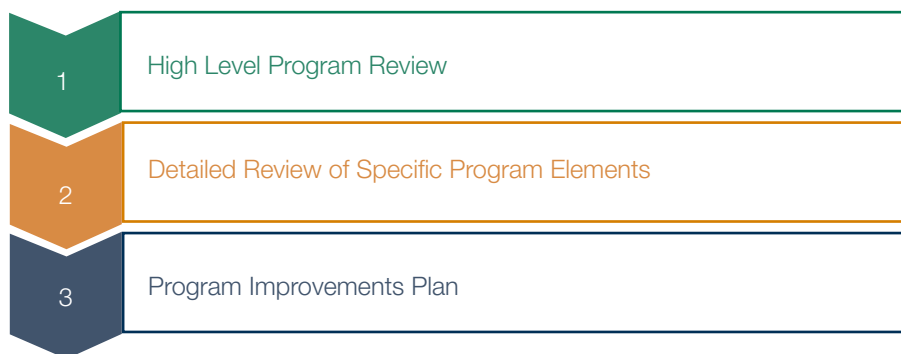 1
High Level Program Review
2
Detailed Review of Specific Program Elements
3
Program Improvements Plan